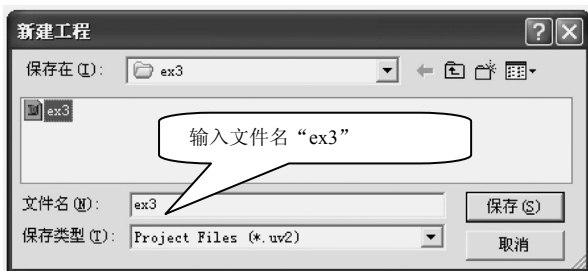 新建工程
保存在(I):
ex3
ex3
输入文件名“ex3”
文件名(N):
ex3
保存(S)
保存类型(T):
Project Files (*.uv2)
取消